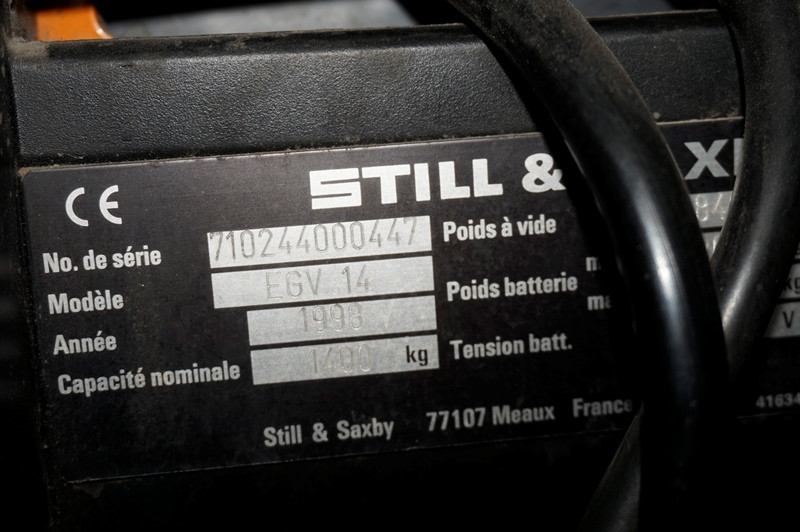 CE STILL &
No. de série 710244000447 Poids à vide
Modèle EGV 14 Poids batterie
Année 1998
Capacité nominale 1400 kg Tension batt. V
Still & Saxby 77107 Meaux France